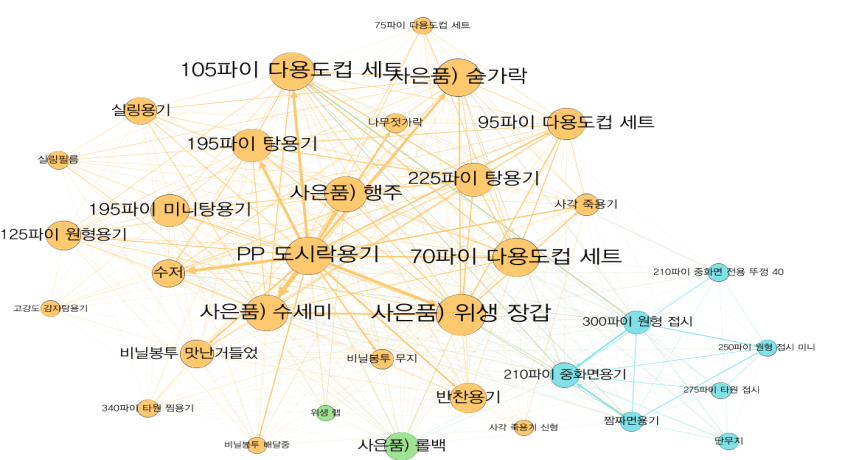 75파이 다용도컵 세트
105파이 다용도컵 세트
사은품) 숟가락
실링용기
나무젓가락
95파이 다용도컵 세트
195파이 탕용기
실링필름
225파이 탕용기
사은품) 행주
195파이 미니탕용기
사각 죽용기
125파이 원형용기
PP 도시락용기
70파이 다용도컵 세트
수저
210파이 중화면 전용 뚜껑 40
고강도 감자탕용기
사은품) 수세미
사은품) 위생 장갑
300파이 원형 접시
250파이 원형 접시 미니
비닐봉투 맛난거들었
비닐봉투 무지
210파이 중화면용기
275파이 타원 접시
반찬용기
340파이 타원 찜용기
위생 랩
짬짜면용기
사각 죽용기 신형
비닐봉투 배달중
사은품) 롤백
단무지